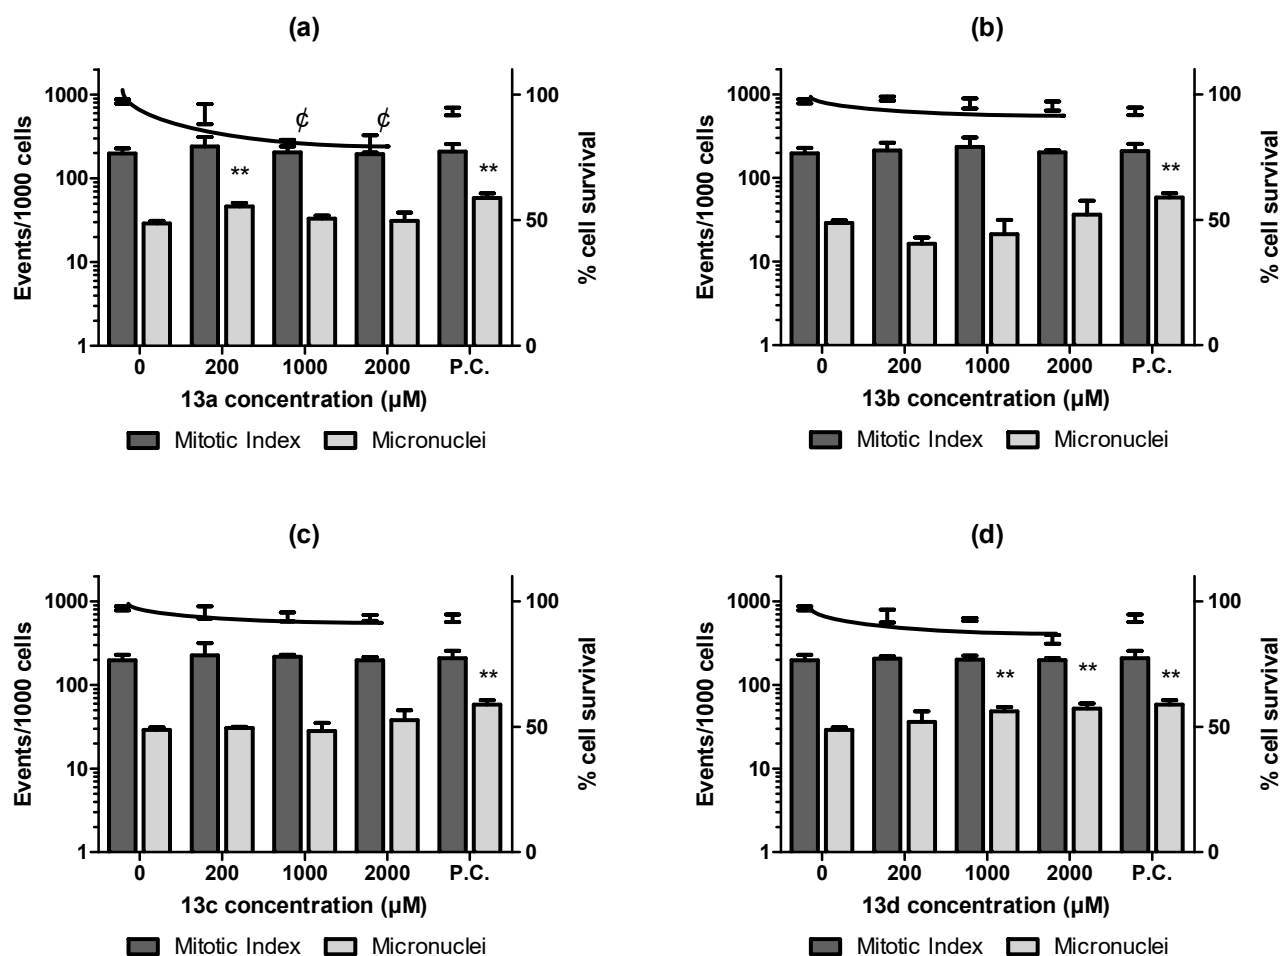 (a)
1000
100
10
1
Events/1000 cells
¢
¢
**
**
100
50
0
% cell survival
0 200 1000 2000 P.C.
13a concentration (µM)
Mitotic Index Micronuclei
(b)
1000
100
10
1
Events/1000 cells
**
100
50
0
% cell survival
0 200 1000 2000 P.C.
13b concentration (µM)
Mitotic Index Micronuclei
(c)
1000
100
10
1
Events/1000 cells
**
100
50
0
% cell survival
0 200 1000 2000 P.C.
13c concentration (µM)
Mitotic Index Micronuclei
(d)
1000
100
10
1
Events/1000 cells
** ** **
100
50
0
% cell survival
0 200 1000 2000 P.C.
13d concentration (µM)
Mitotic Index Micronuclei